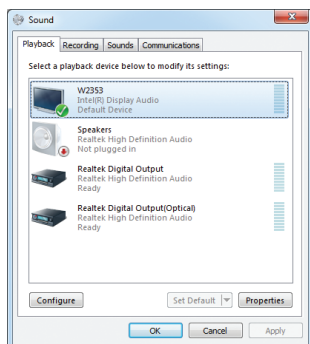 Sound
Playback Recording Sounds Communications
Select a playback device below to modify its settings:
W2353
Intel(R) Display Audio
Default Device
Speakers
Realtek High Definition Audio
Not plugged in
Realtek Digital Output
Realtek High Definition Audio
Ready
Realtek Digital Output(Optical)
Realtek High Definition Audio
Ready
Configure Set Default Properties
OK Cancel Apply